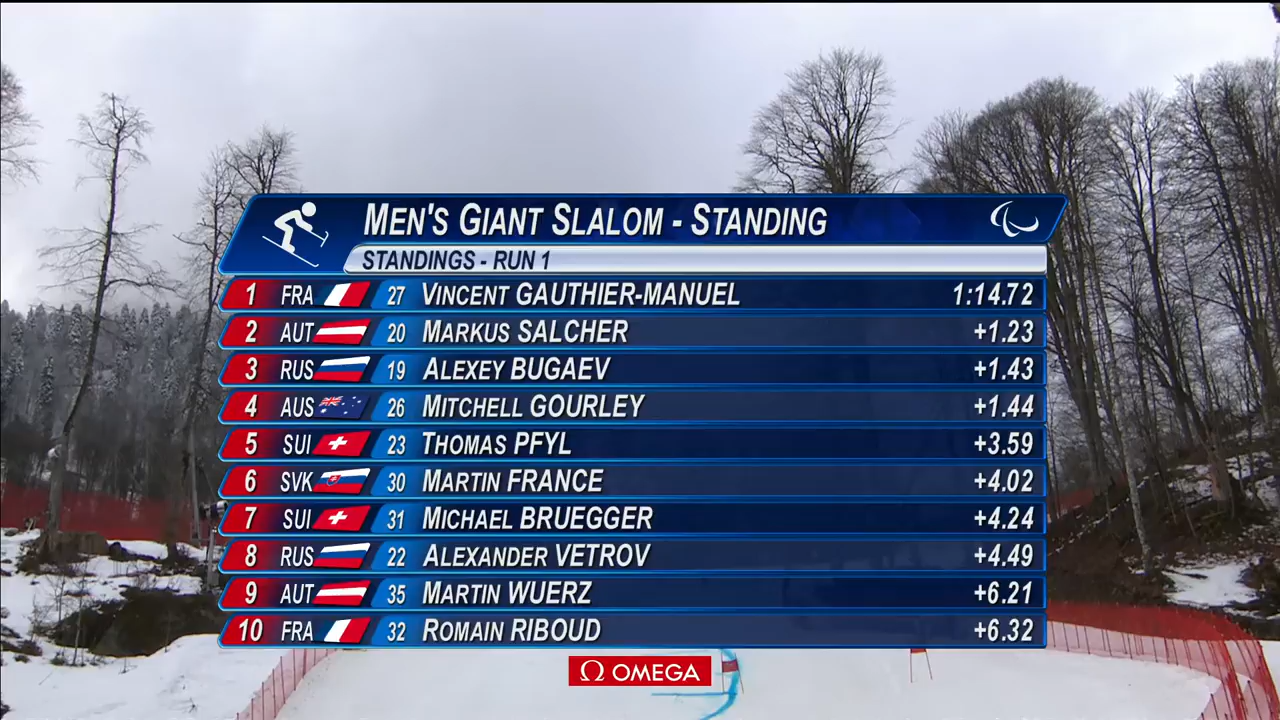 MEN'S GIANT SLALOM - STANDING
STANDINGS - RUN 1
1 FRA 27 VINCENT GAUTHIER-MANUEL 1:14.72
2 AUT 20 MARKUS SALCHER +1.23
3 RUS 19 ALEXEY BUGAEV +1.43
4 AUS 26 MITCHELL GOURLEY +1.44
5 SUI 23 THOMAS PFYL +3.59
6 SVK 30 MARTIN FRANCE +4.02
7 SUI 31 MICHAEL BRUEGGER +4.24
8 RUS 22 ALEXANDER VETROV +4.49
9 AUT 35 MARTIN WUERZ +6.21
10 FRA 32 ROMAIN RIBOUD +6.32
Ω OMEGA